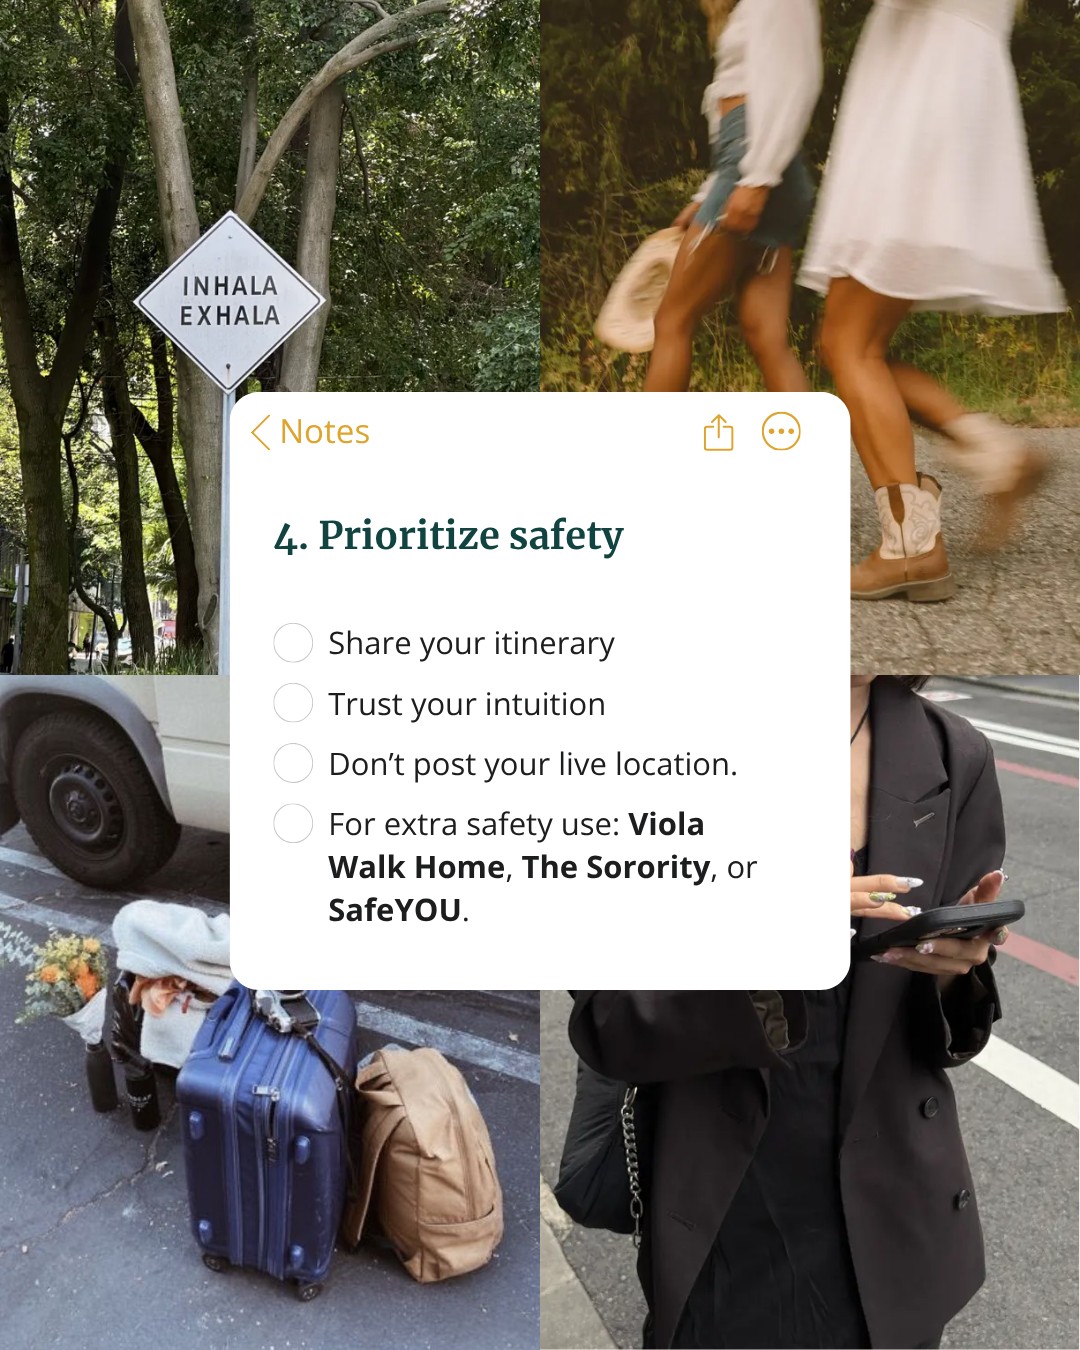 INHALA
EXHALA
Notes
4. Prioritize safety
Share your itinerary
Trust your intuition
Don’t post your live location.
For extra safety use: Viola
Walk Home, The Sorority, or
SafeYOU.